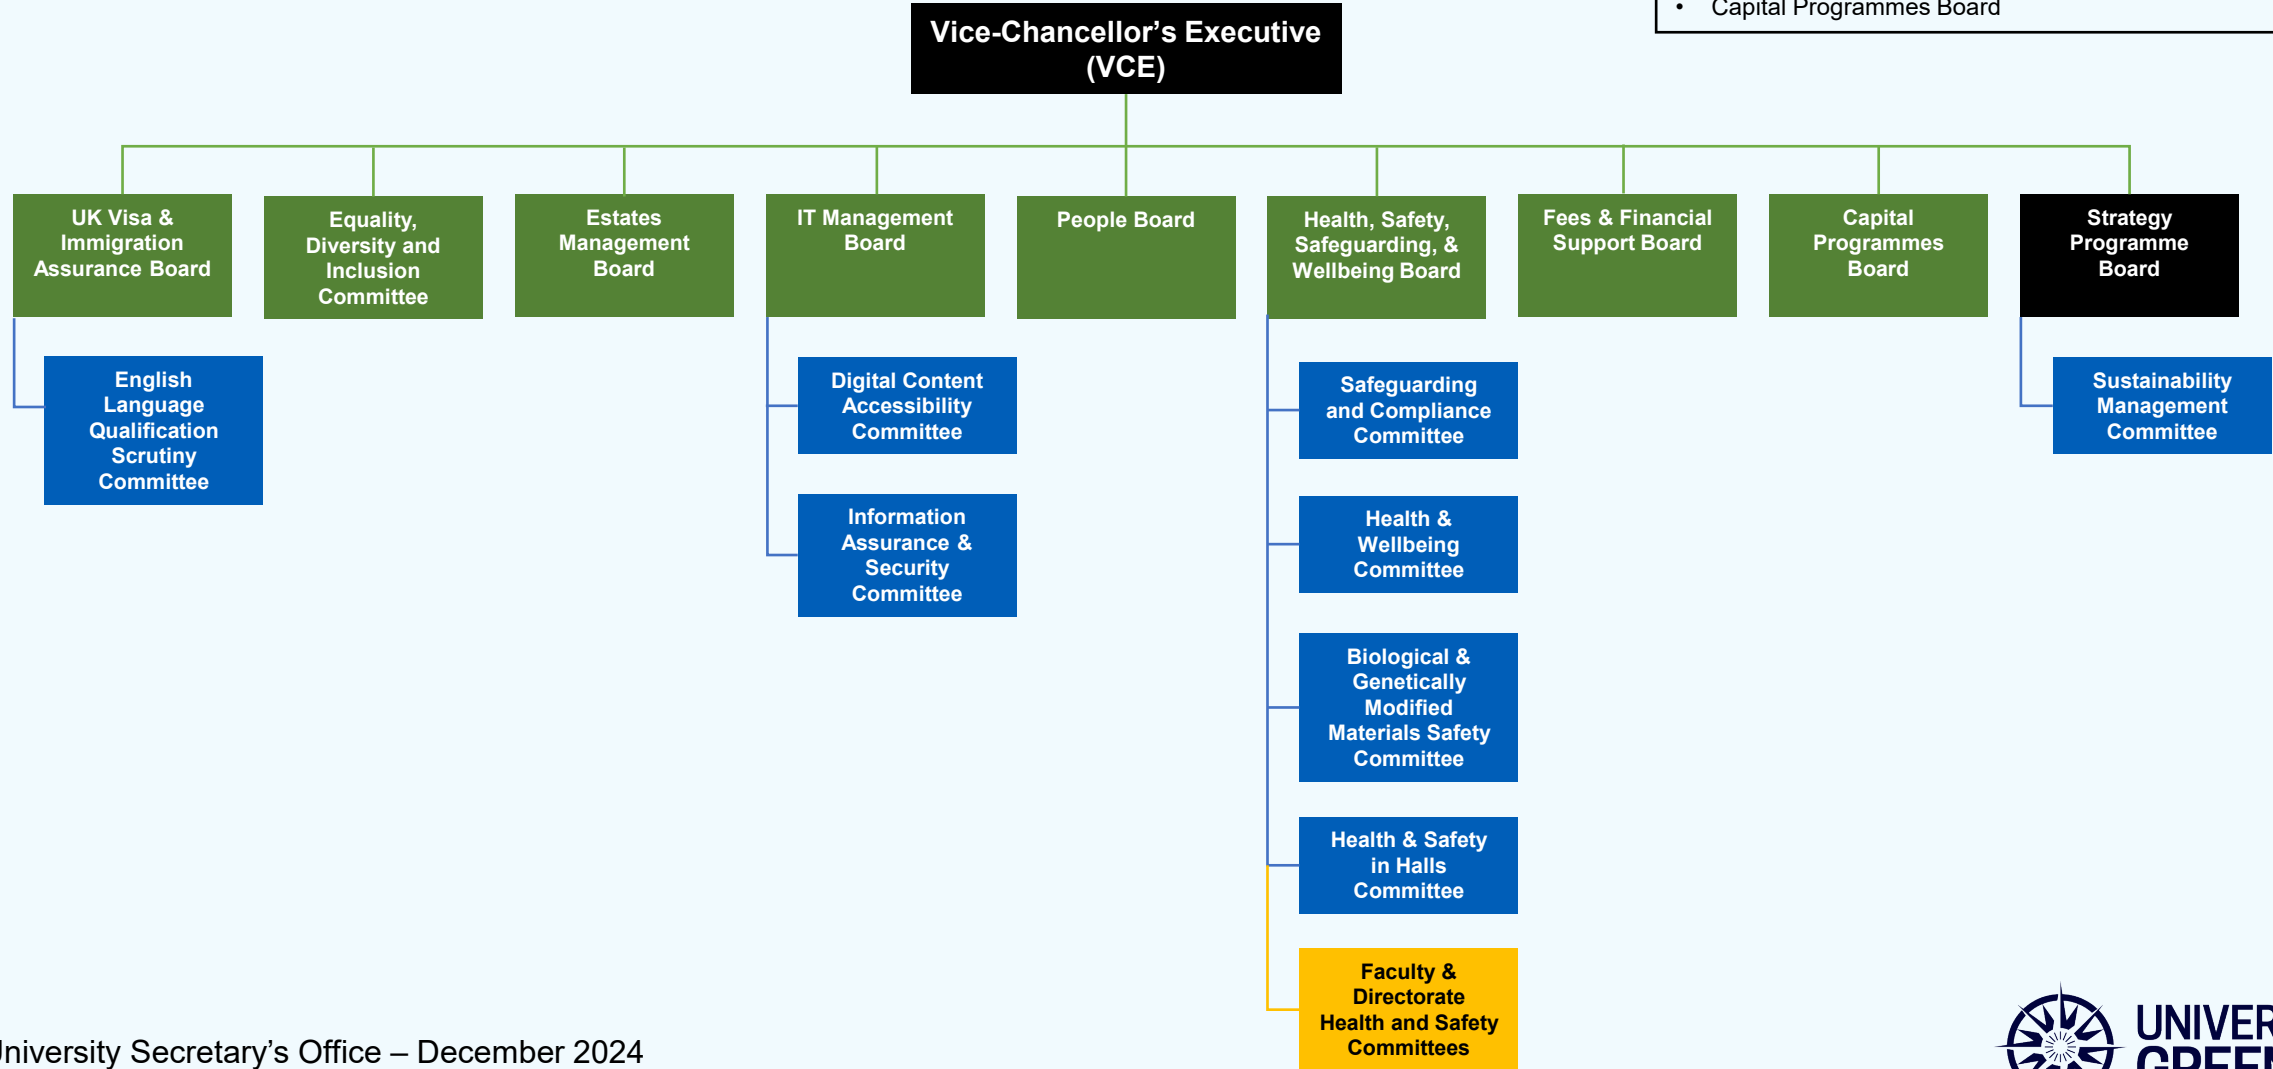 • Capital Programmes Board
Vice-Chancellor’s Executive
(VCE)
UK Visa &
Immigration
Assurance Board
Equality,
Diversity and
Inclusion
Committee
Estates
Management
Board
IT Management
Board
People Board
Health, Safety,
Safeguarding, &
Wellbeing Board
Fees & Financial
Support Board
Capital
Programmes
Board
Strategy
Programme
Board
English
Language
Qualification
Scrutiny
Committee
Digital Content
Accessibility
Committee
Information
Assurance &
Security
Committee
Safeguarding
and Compliance
Committee
Health &
Wellbeing
Committee
Biological &
Genetically
Modified
Materials Safety
Committee
Health & Safety
in Halls
Committee
Faculty &
Directorate
Health and Safety
Committees
Sustainability
Management
Committee
University Secretary’s Office – December 2024